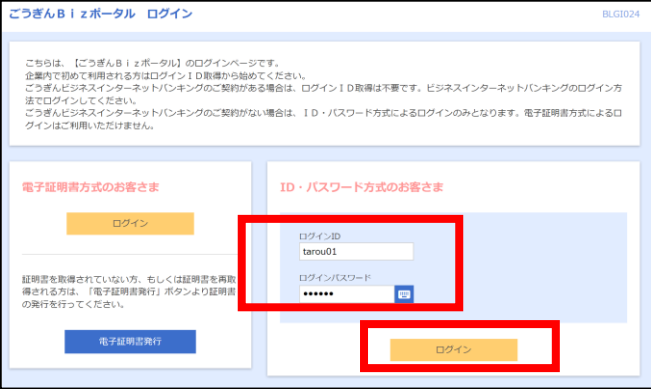 ごうぎんＢｉｚポータル　ログイン
BLGI024
こちらは、【ごうぎんＢｉｚポータル】のログインページです。
企業内で初めて利用される方はログインＩＤ取得から始めてください。
ごうぎんビジネスインターネットバンキングのご契約がある場合は、ログインＩＤ取得は不要です。ビジネスインターネットバンキングのログイン方
法でログインしてください。
ごうぎんビジネスインターネットバンキングのご契約がない場合は、ＩＤ・パスワード方式によるログインのみとなります。電子証明書方式によるロ
グインはご利用いただけません。
電子証明書方式のお客さま
ログイン
証明書を取得されていない方、もしくは証明書を再取
得される方は、「電子証明書発行」ボタンより証明書
の発行を行ってください。
電子証明書発行
ID・パスワード方式のお客さま
ログインID
tarou01
ログインパスワード
••••••
ログイン